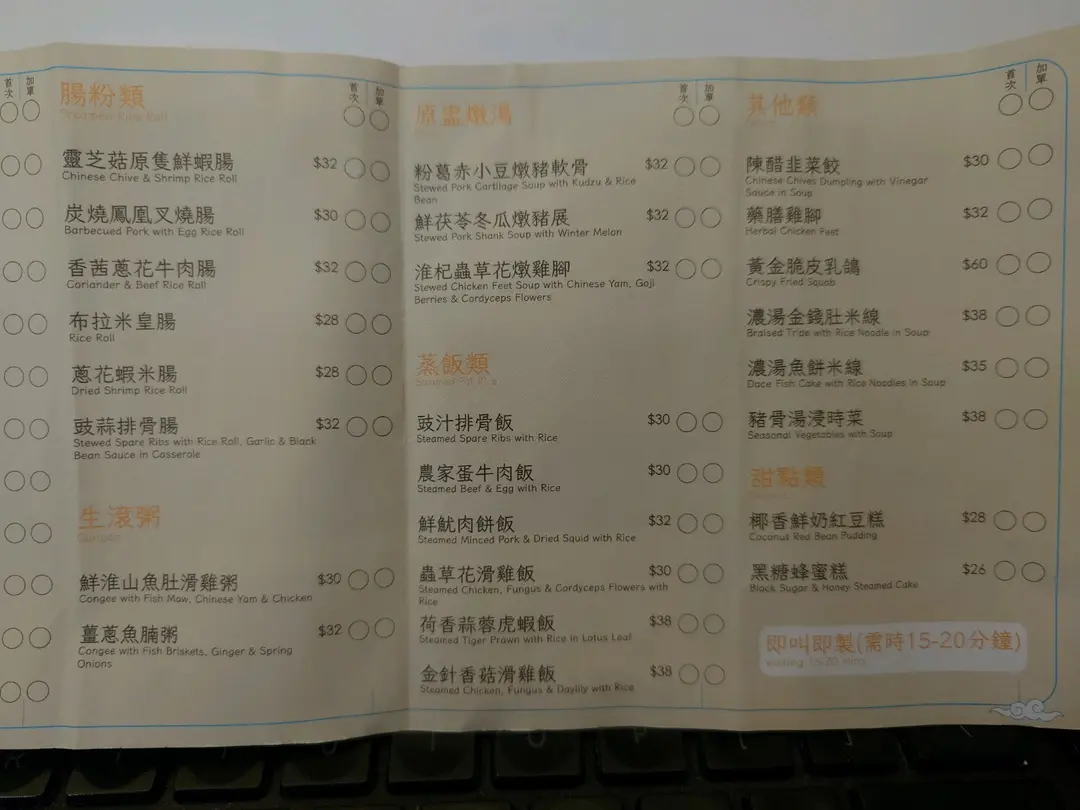 首次 加單
腸粉類
Steamed Rice Roll
首次 加單
靈芝菇原隻鮮蝦腸 $32
Chinese Chive & Shrimp Rice Roll
炭燒鳳凰叉燒腸 $30
Barbecued Pork with Egg Rice Roll
香茜蔥花牛肉腸 $32
Coriander & Beef Rice Roll
布拉米皇腸 $28
Rice Roll
蔥花蝦米腸 $28
Dried Shrimp Rice Roll
豉蒜排骨腸 $32
Stewed Spare Ribs with Rice Roll, Garlic & Black
Bean Sauce in Casserole
生滾粥
Congee
鮮淮山魚肚滑雞粥 $30
Congee with Fish Maw, Chinese Yam & Chicken
薑蔥魚腩粥 $32
Congee with Fish Briskets, Ginger & Spring
Onions
原盅燉湯
首次 加單
粉葛赤小豆燉豬軟骨 $32
Stewed Pork Cartilage Soup with Kudzu & Rice
Bean
鮮茯苓冬瓜燉豬展 $32
Stewed Pork Shank Soup with Winter Melon
淮杞蟲草花燉雞腳 $32
Stewed Chicken Feet Soup with Chinese Yam, Goji
Berries & Cordyceps Flowers
蒸飯類
豉汁排骨飯 $30
Steamed Spare Ribs with Rice
農家蛋牛肉飯 $30
Steamed Beef & Egg with Rice
鮮魷肉餅飯 $32
Steamed Minced Pork & Dried Squid with Rice
蟲草花滑雞飯 $30
Steamed Chicken, Fungus & Cordyceps Flowers with
Rice
荷香蒜蓉虎蝦飯 $38
Steamed Tiger Prawn with Rice in Lotus Leaf
金針香菇滑雞飯 $38
Steamed Chicken, Fungus & Daylily with Rice
其他類
首次 加單
陳醋韭菜餃 $30
Chinese Chives Dumpling with Vinegar
Sauce in Soup
藥膳雞腳 $32
Herbal Chicken Feet
黃金脆皮乳鴿 $60
Crispy Fried Squab
濃湯金錢肚米線 $38
Braised Tripe with Rice Noodle in Soup
濃湯魚餅米線 $35
Dace Fish Cake with Rice Noodles in Soup
豬骨湯浸時菜 $38
Seasonal Vegetables with Soup
甜點類
椰香鮮奶紅豆糕 $28
Coconus Red Bean Pudding
黑糖蜂蜜糕 $26
Black Sugar & Honey Steamed Cake
即叫即製(需時15-20分鐘)
waiting 15-20 mins